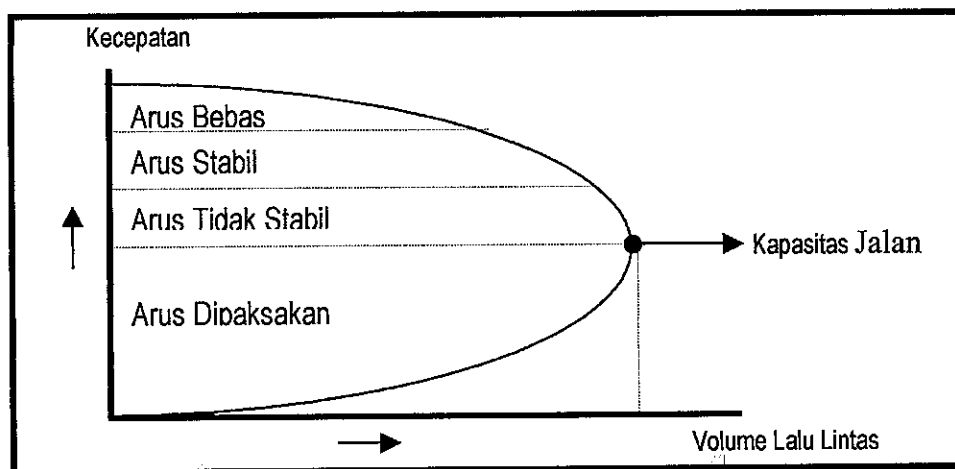 Kecepatan
Arus Bebas
Arus Stabil
Arus Tidak Stabil
Kapasitas Jalan
Arus Dipaksakan
Volume Lalu Lintas